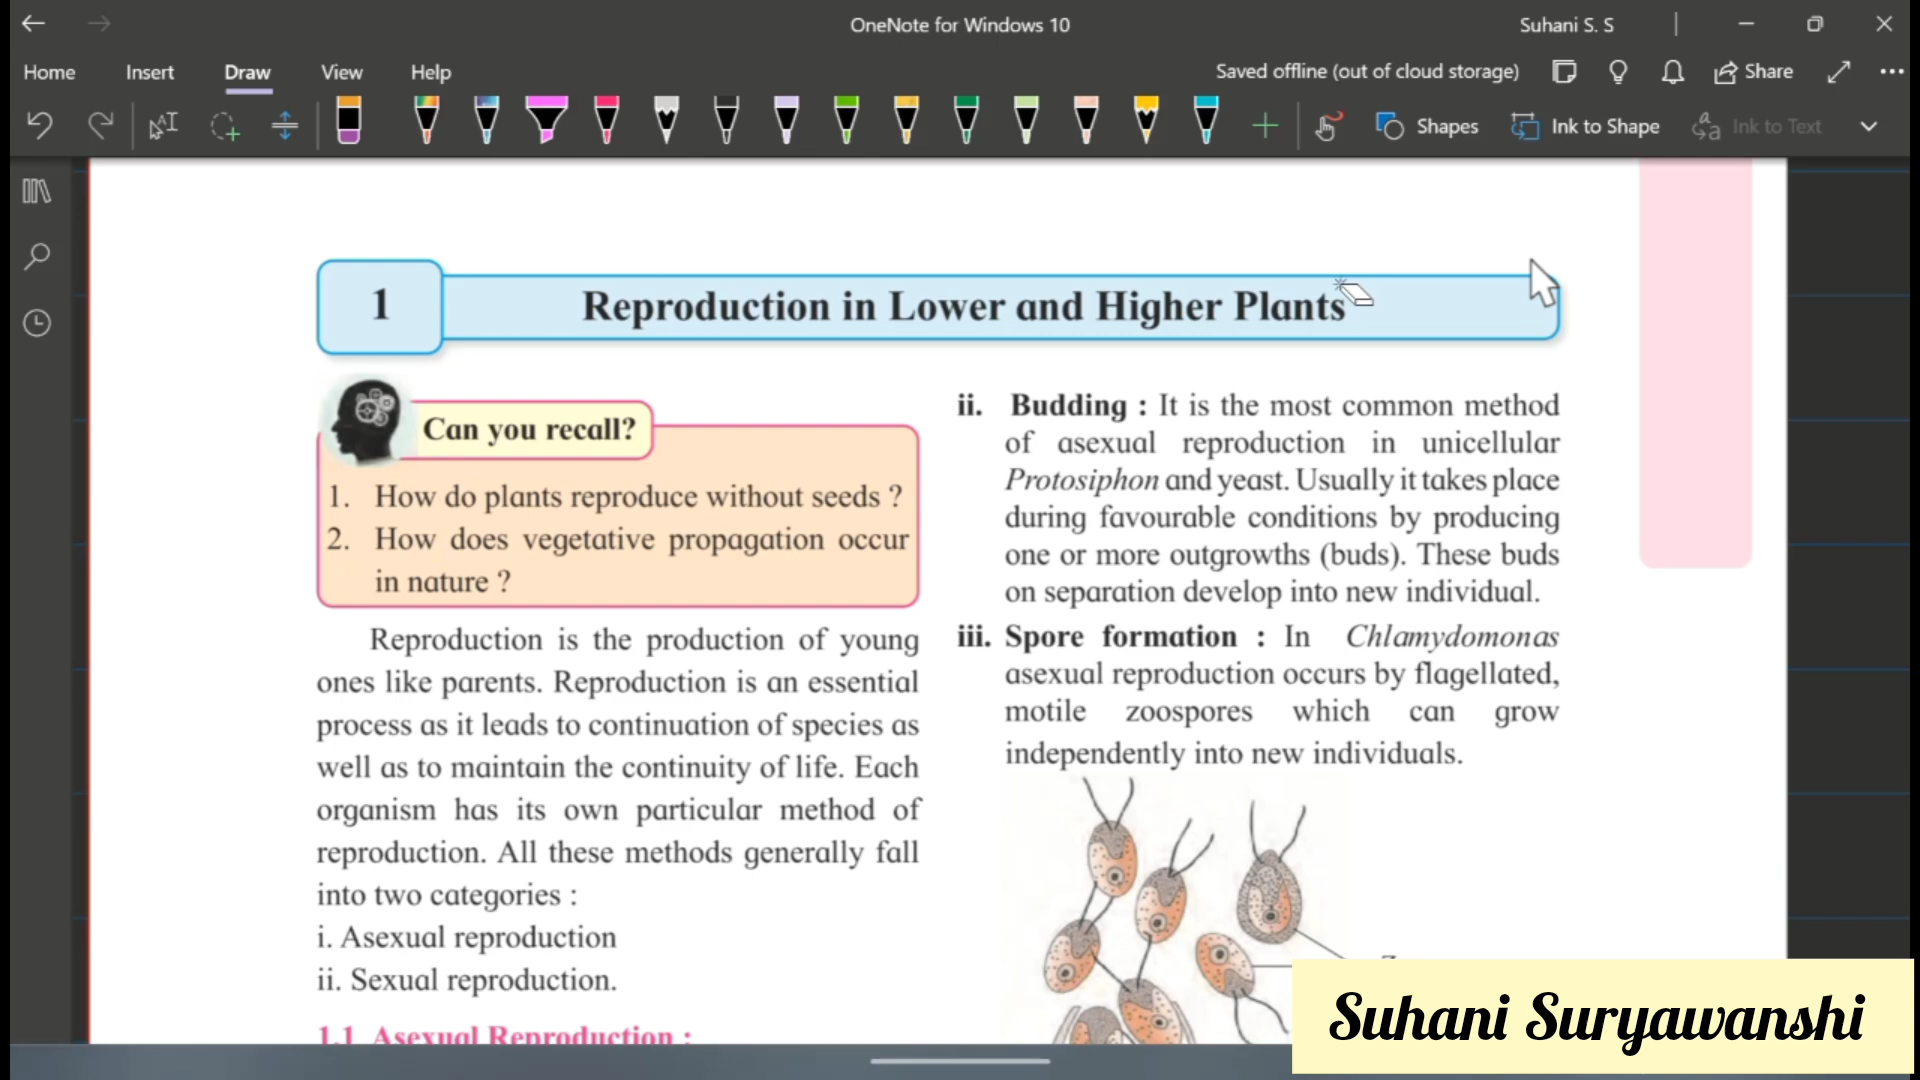 OneNote for Windows 10
Suhani S. S
Home Insert Draw View Help
Saved offline (out of cloud storage)
Share
Shapes
Ink to Shape
Ink to Text
1
Reproduction in Lower and Higher Plants
Can you recall?
1. How do plants reproduce without seeds ?
2. How does vegetative propagation occur
in nature ?
Reproduction is the production of young
ones like parents. Reproduction is an essential
process as it leads to continuation of species as
well as to maintain the continuity of life. Each
organism has its own particular method of
reproduction. All these methods generally fall
into two categories :
i. Asexual reproduction
ii. Sexual reproduction.
1.1 Asexual Reproduction :
ii. Budding : It is the most common method
of asexual reproduction in unicellular
Protosiphon and yeast. Usually it takes place
during favourable conditions by producing
one or more outgrowths (buds). These buds
on separation develop into new individual.
iii. Spore formation : In Chlamydomonas
asexual reproduction occurs by flagellated,
motile zoospores which can grow
independently into new individuals.
Suhani Suryawanshi